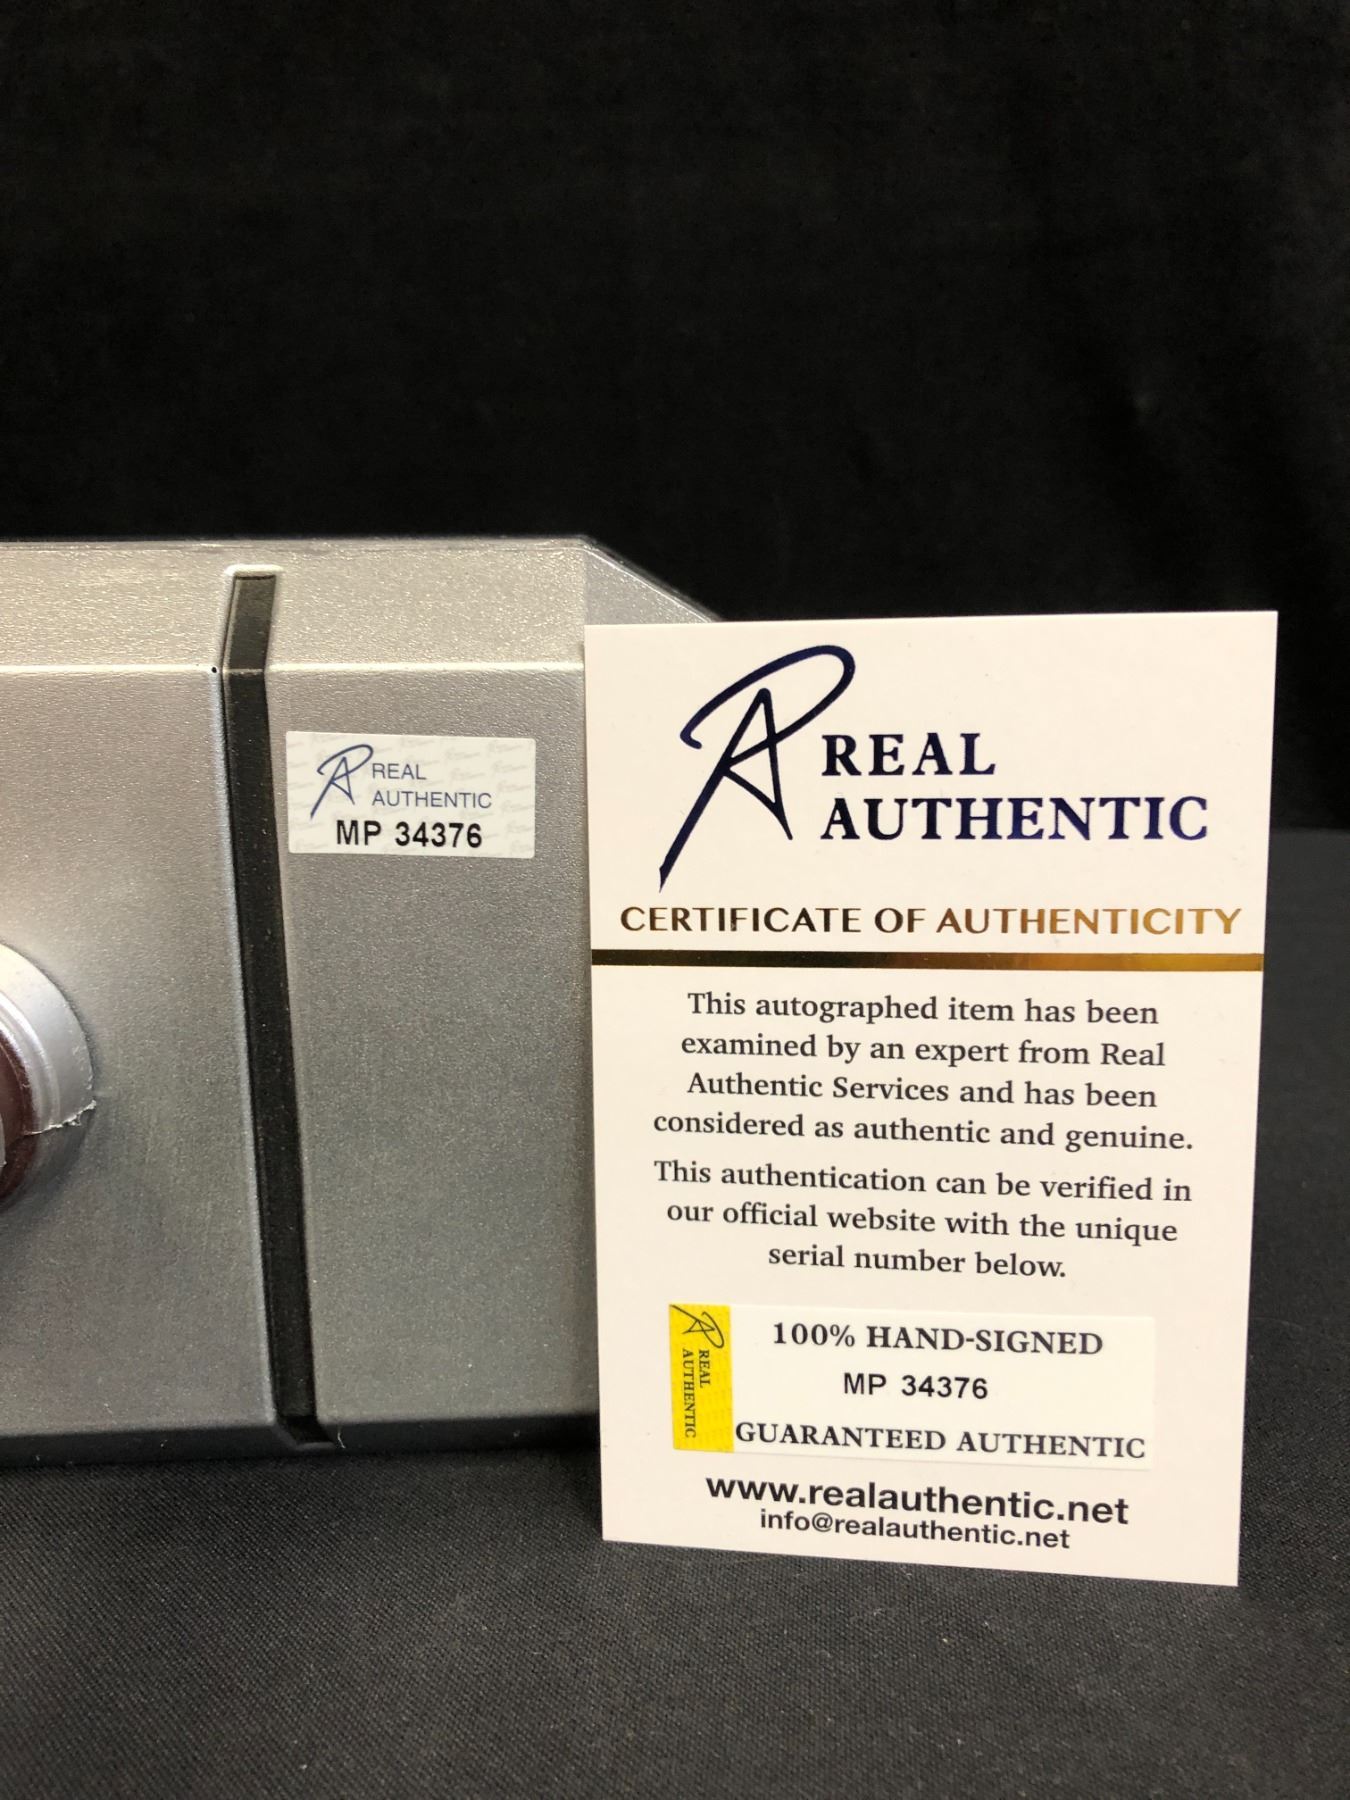 REAL
AUTHENTIC
MP 34376
REAL
AUTHENTIC
CERTIFICATE OF AUTHENTICITY
This autographed item has been
examined by an expert from Real
Authentic Services and has been
considered as authentic and genuine.
This authentication can be verified in
our official website with the unique
serial number below.
REAL
AUTHENTIC
100% HAND-SIGNED
MP 34376
GUARANTEED AUTHENTIC
www.realauthentic.net
info@realauthentic.net